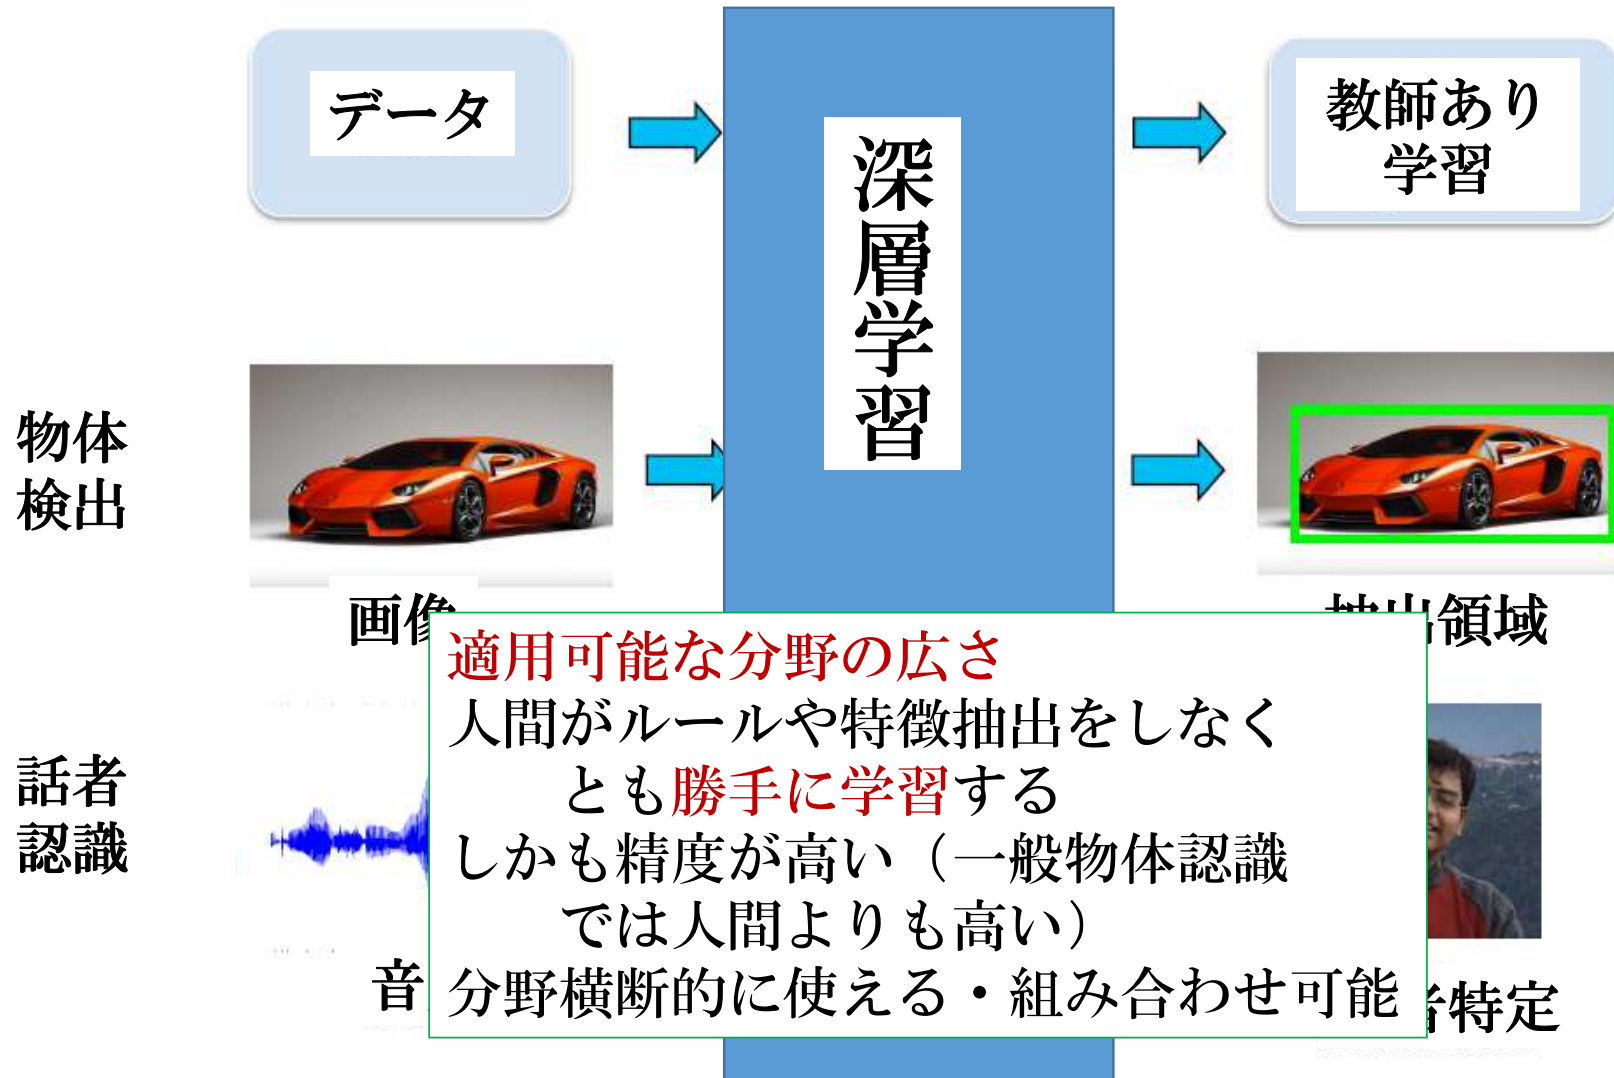 データ
深層学習
教師あり
学習
物体
検出
画像
抽出領域
適用可能な分野の広さ
人間がルールや特徴抽出をしなく
とも勝手に学習する
しかも精度が高い（一般物体認識
では人間よりも高い）
分野横断的に使える・組み合わせ可能
話者
認識
音
者特定